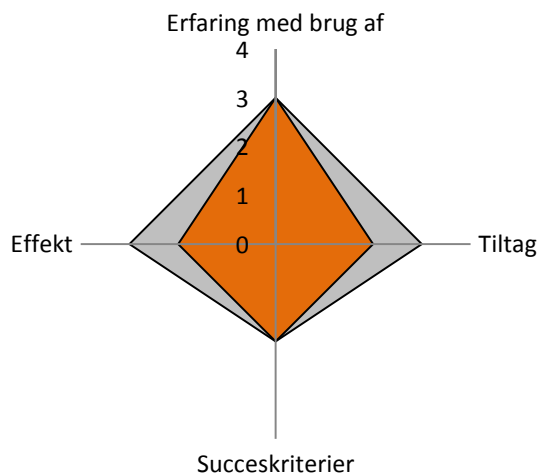 Erfaring med brug af
4
3
2
1
0
Effekt
Tiltag
Succeskriterier